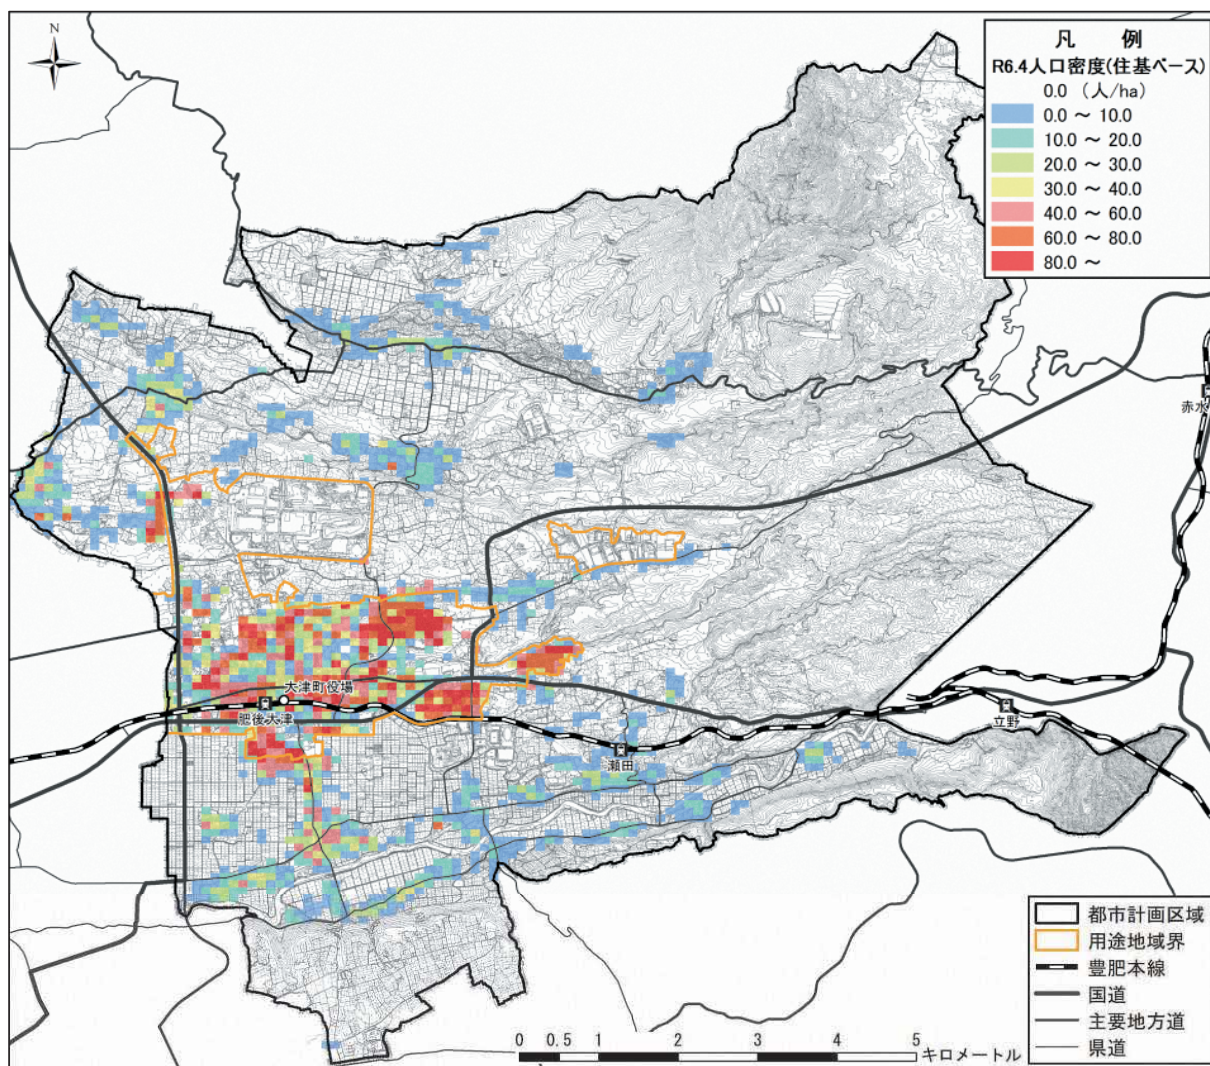 N
凡 例
R6.4人口密度(住基ベース)
0.0 (人/ha)
0.0 ～ 10.0
10.0 ～ 20.0
20.0 ～ 30.0
30.0 ～ 40.0
40.0 ～ 60.0
60.0 ～ 80.0
80.0 ～
赤水
大津町役場
肥後大津
立野
瀬田
都市計画区域
用途地域界
豊肥本線
国道
主要地方道
県道
0 0.5 1 2 3 4 5
キロメートル